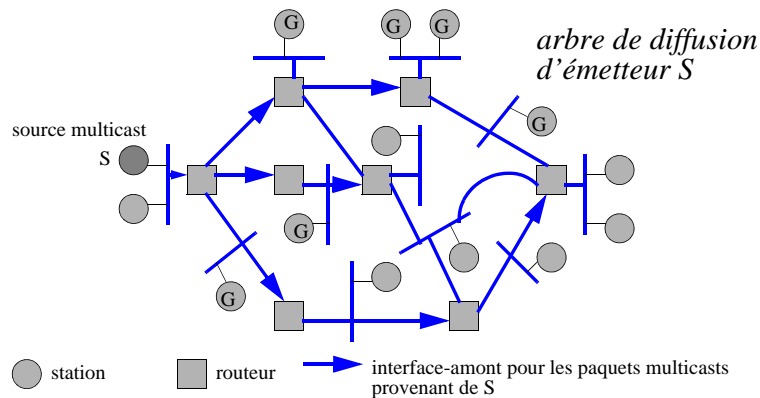 G
G
G
arbre de diffusion
d'émetteur S
source multicast
S
G
G
G
station
routeur
interface-amont pour les paquets multicasts
provenant de S